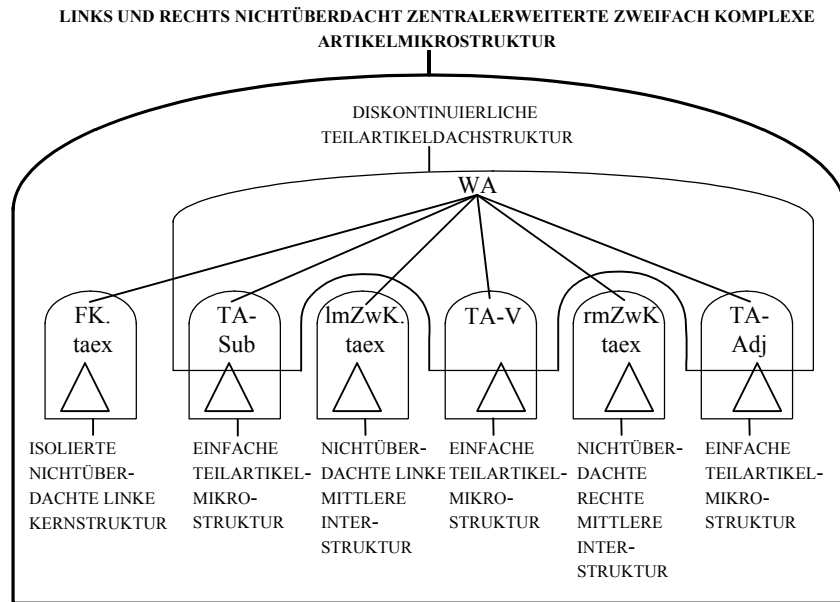 LINKS UND RECHTS NICHTÜBERDACHT ZENTRALERWEITERTE ZWEIFACH KOMPLEXE
ARTIKELMIKROSTRUKTUR
DISKONTINUIERLICHE
TEILARTIKELDACHSTRUKTUR
WA
FK.
taex
TA-
Sub
lmZwK.
taex
TA-V
rmZwK
taex
TA-
Adj
ISOLIERTE
NICHTÜBER-
DACHTE LINKE
KERNSTRUKTUR
EINFACHE
TEILARTIKEL-
MIKRO-
STRUKTUR
NICHTÜBER-
DACHTE LINKE
MITTLERE
INTER-
STRUKTUR
EINFACHE
TEILARTIKEL-
MIKRO-
STRUKTUR
NICHTÜBER-
DACHTE
RECHTE
MITTLERE
INTER-
STRUKTUR
EINFACHE
TEILARTIKEL-
MIKRO-
STRUKTUR